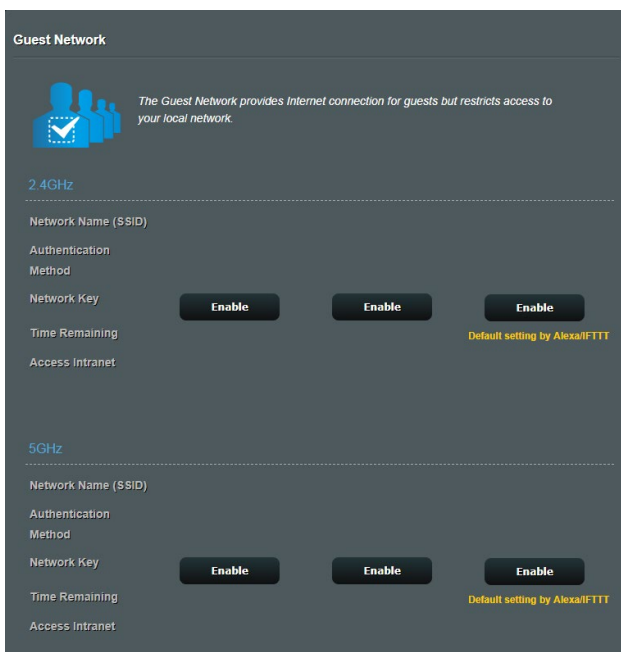 Guest Network
The Guest Network provides Internet connection for guests but restricts access to
your local network.
2.4GHz
Network Name (SSID)
Authentication
Method
Network Key
Enable Enable Enable
Time Remaining
Default setting by Alexa/IFTTT
Access Intranet
5GHz
Network Name (SSID)
Authentication
Method
Network Key
Enable Enable Enable
Time Remaining
Default setting by Alexa/IFTTT
Access Intranet